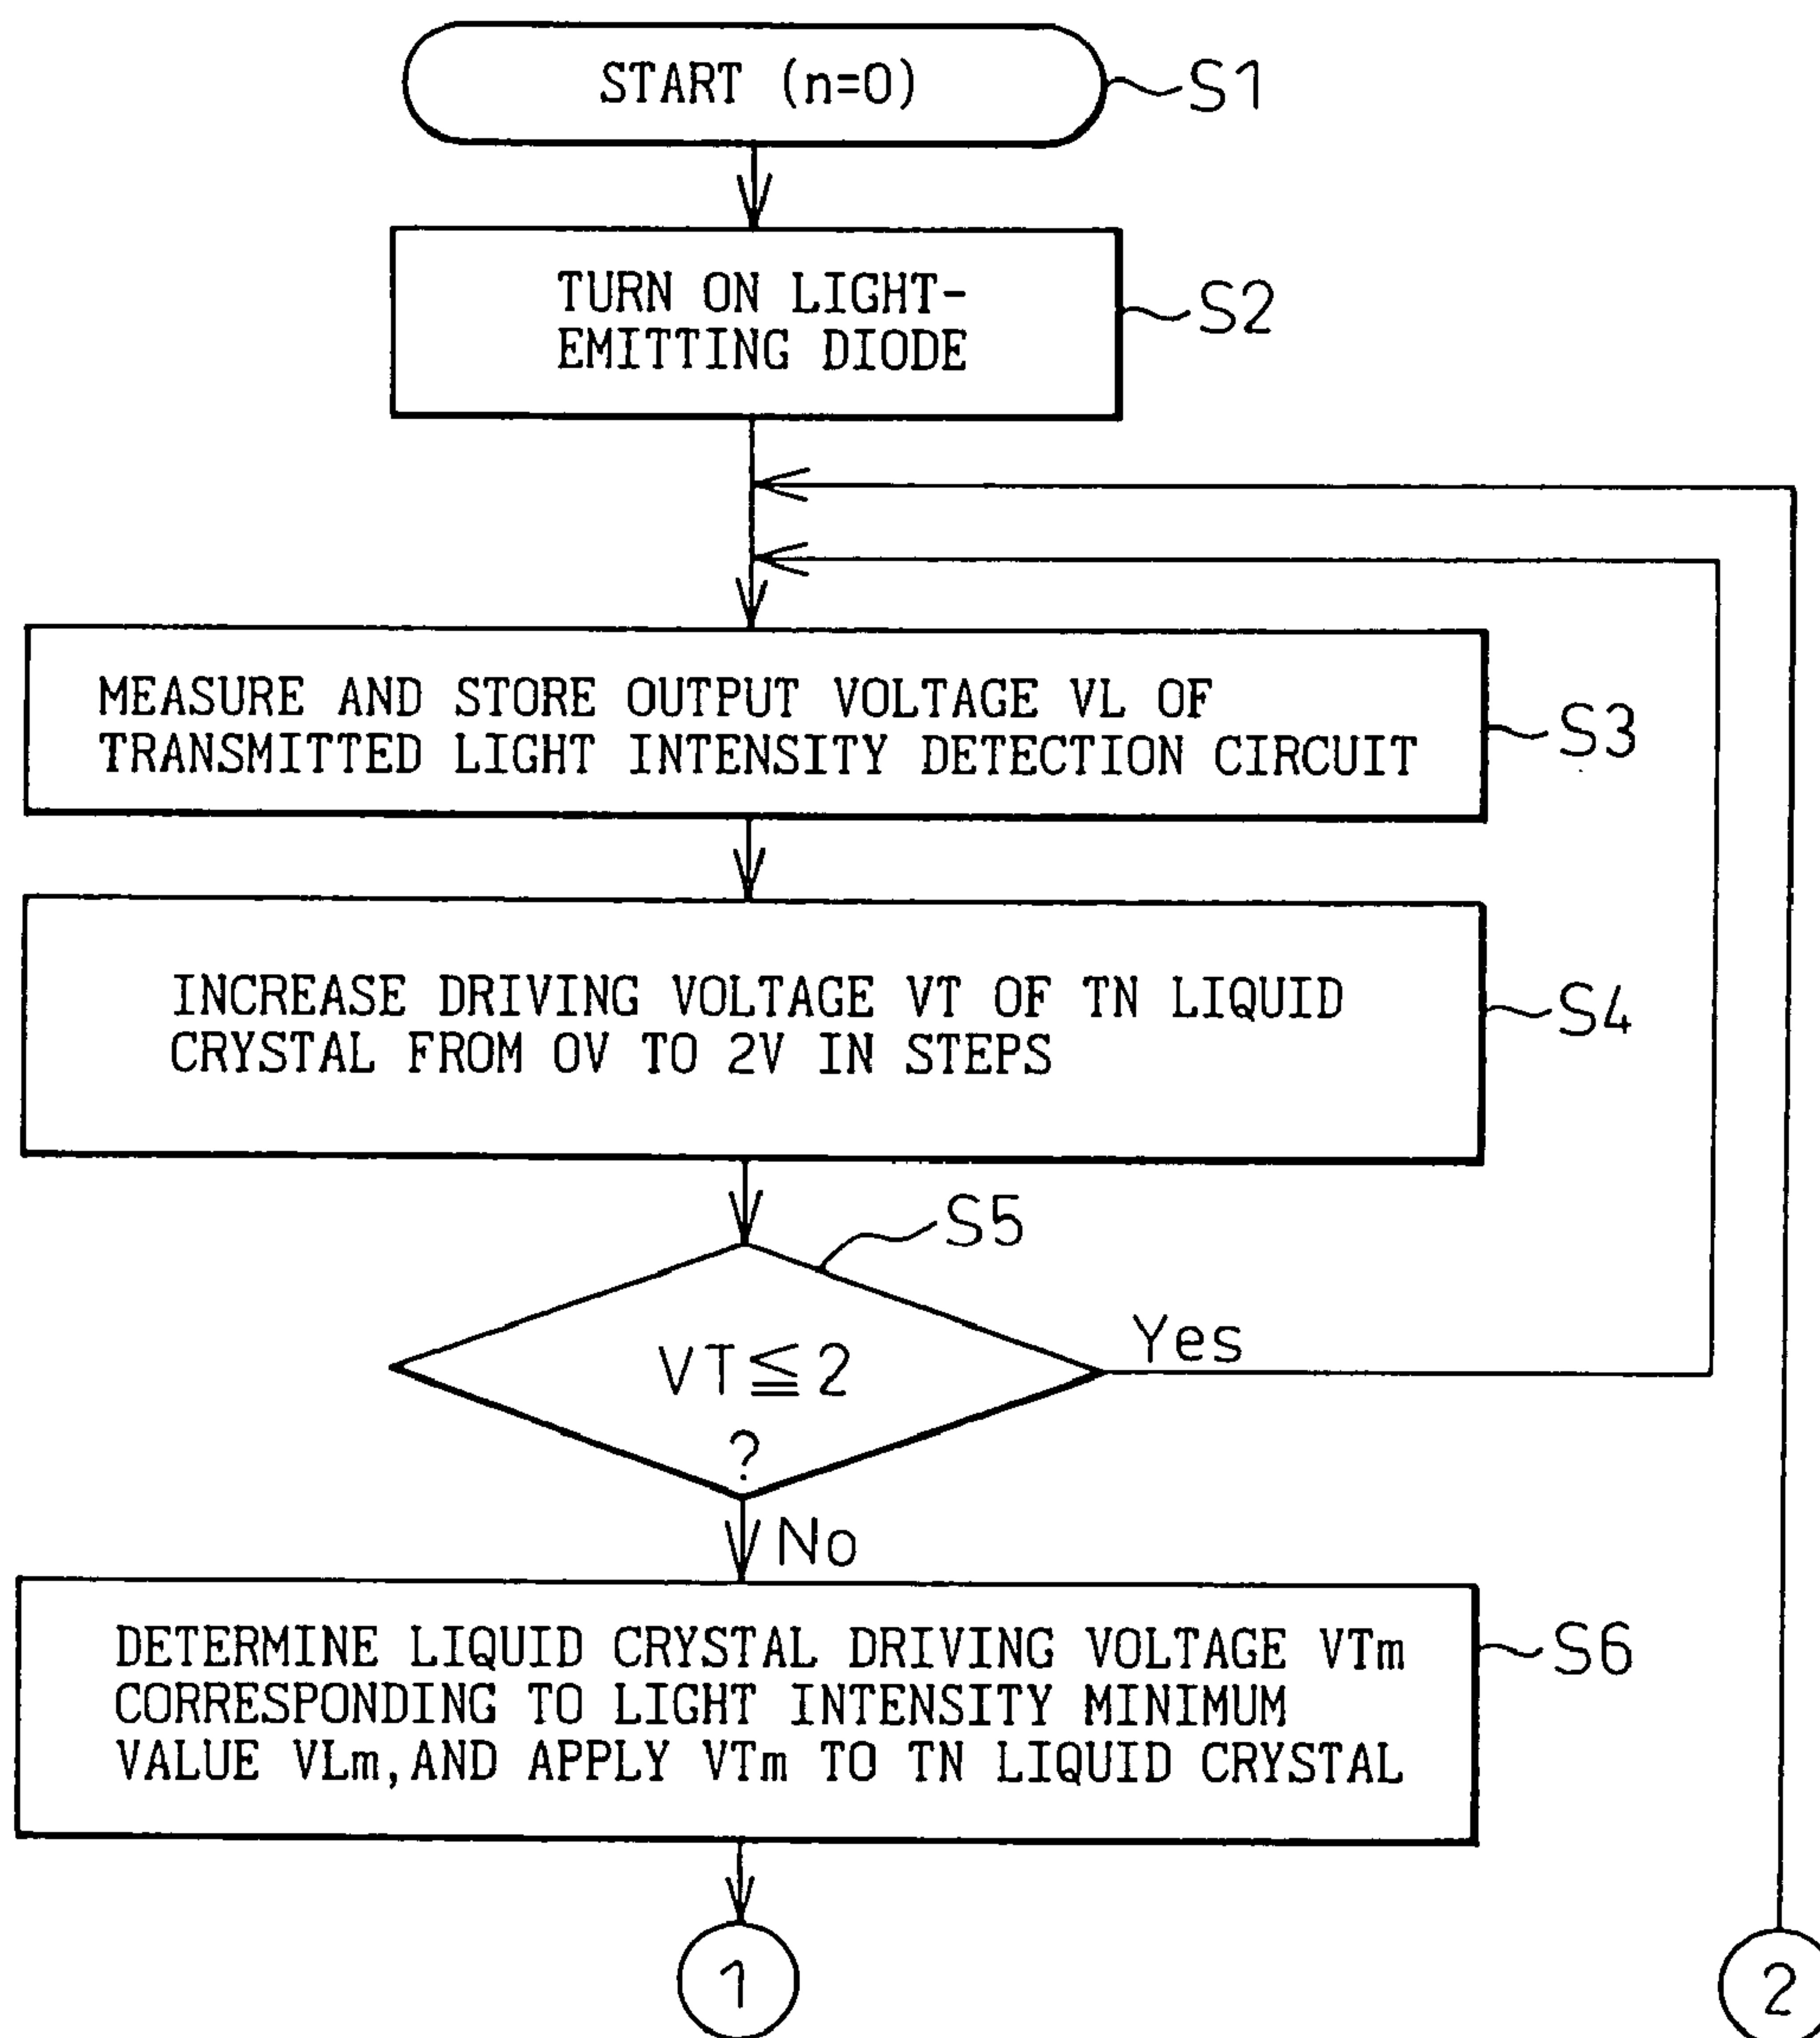 START (n=0)
S1
TURN ON LIGHT-
EMITTING DIODE
S2
MEASURE AND STORE OUTPUT VOLTAGE VL OF
TRANSMITTED LIGHT INTENSITY DETECTION CIRCUIT
S3
INCREASE DRIVING VOLTAGE VT OF TN LIQUID
CRYSTAL FROM 0V TO 2V IN STEPS
S4
S5
VT≦2
?
Yes
No
DETERMINE LIQUID CRYSTAL DRIVING VOLTAGE VTm
CORRESPONDING TO LIGHT INTENSITY MINIMUM
VALUE VLm, AND APPLY VTm TO TN LIQUID CRYSTAL
S6
1
2